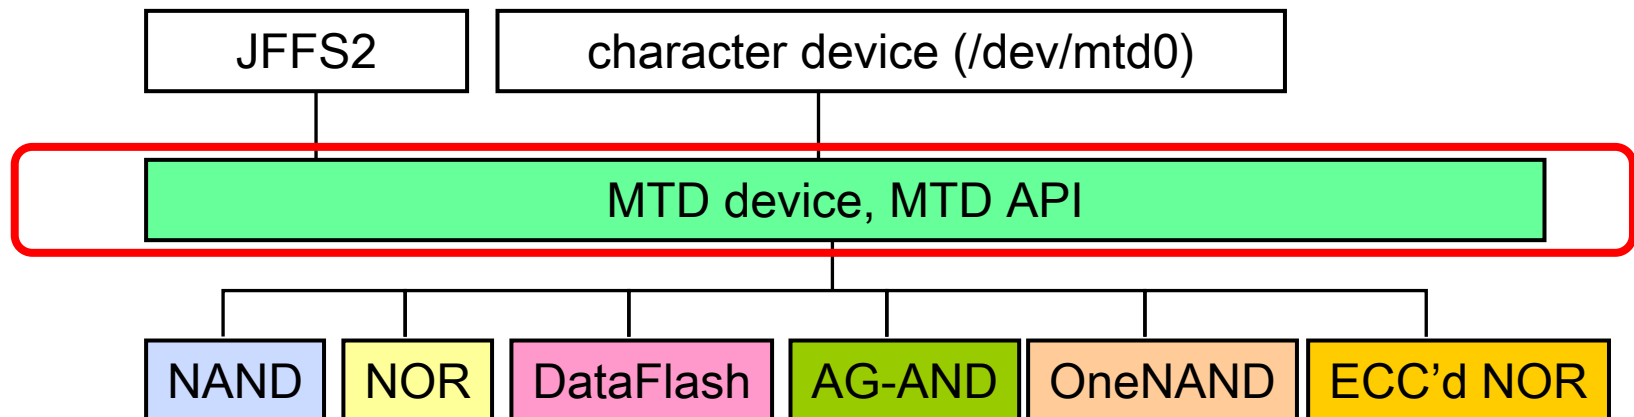 JFFS2
character device (/dev/mtd0)
MTD device, MTD API
NAND
NOR
DataFlash
AG-AND
OneNAND
ECC’d NOR